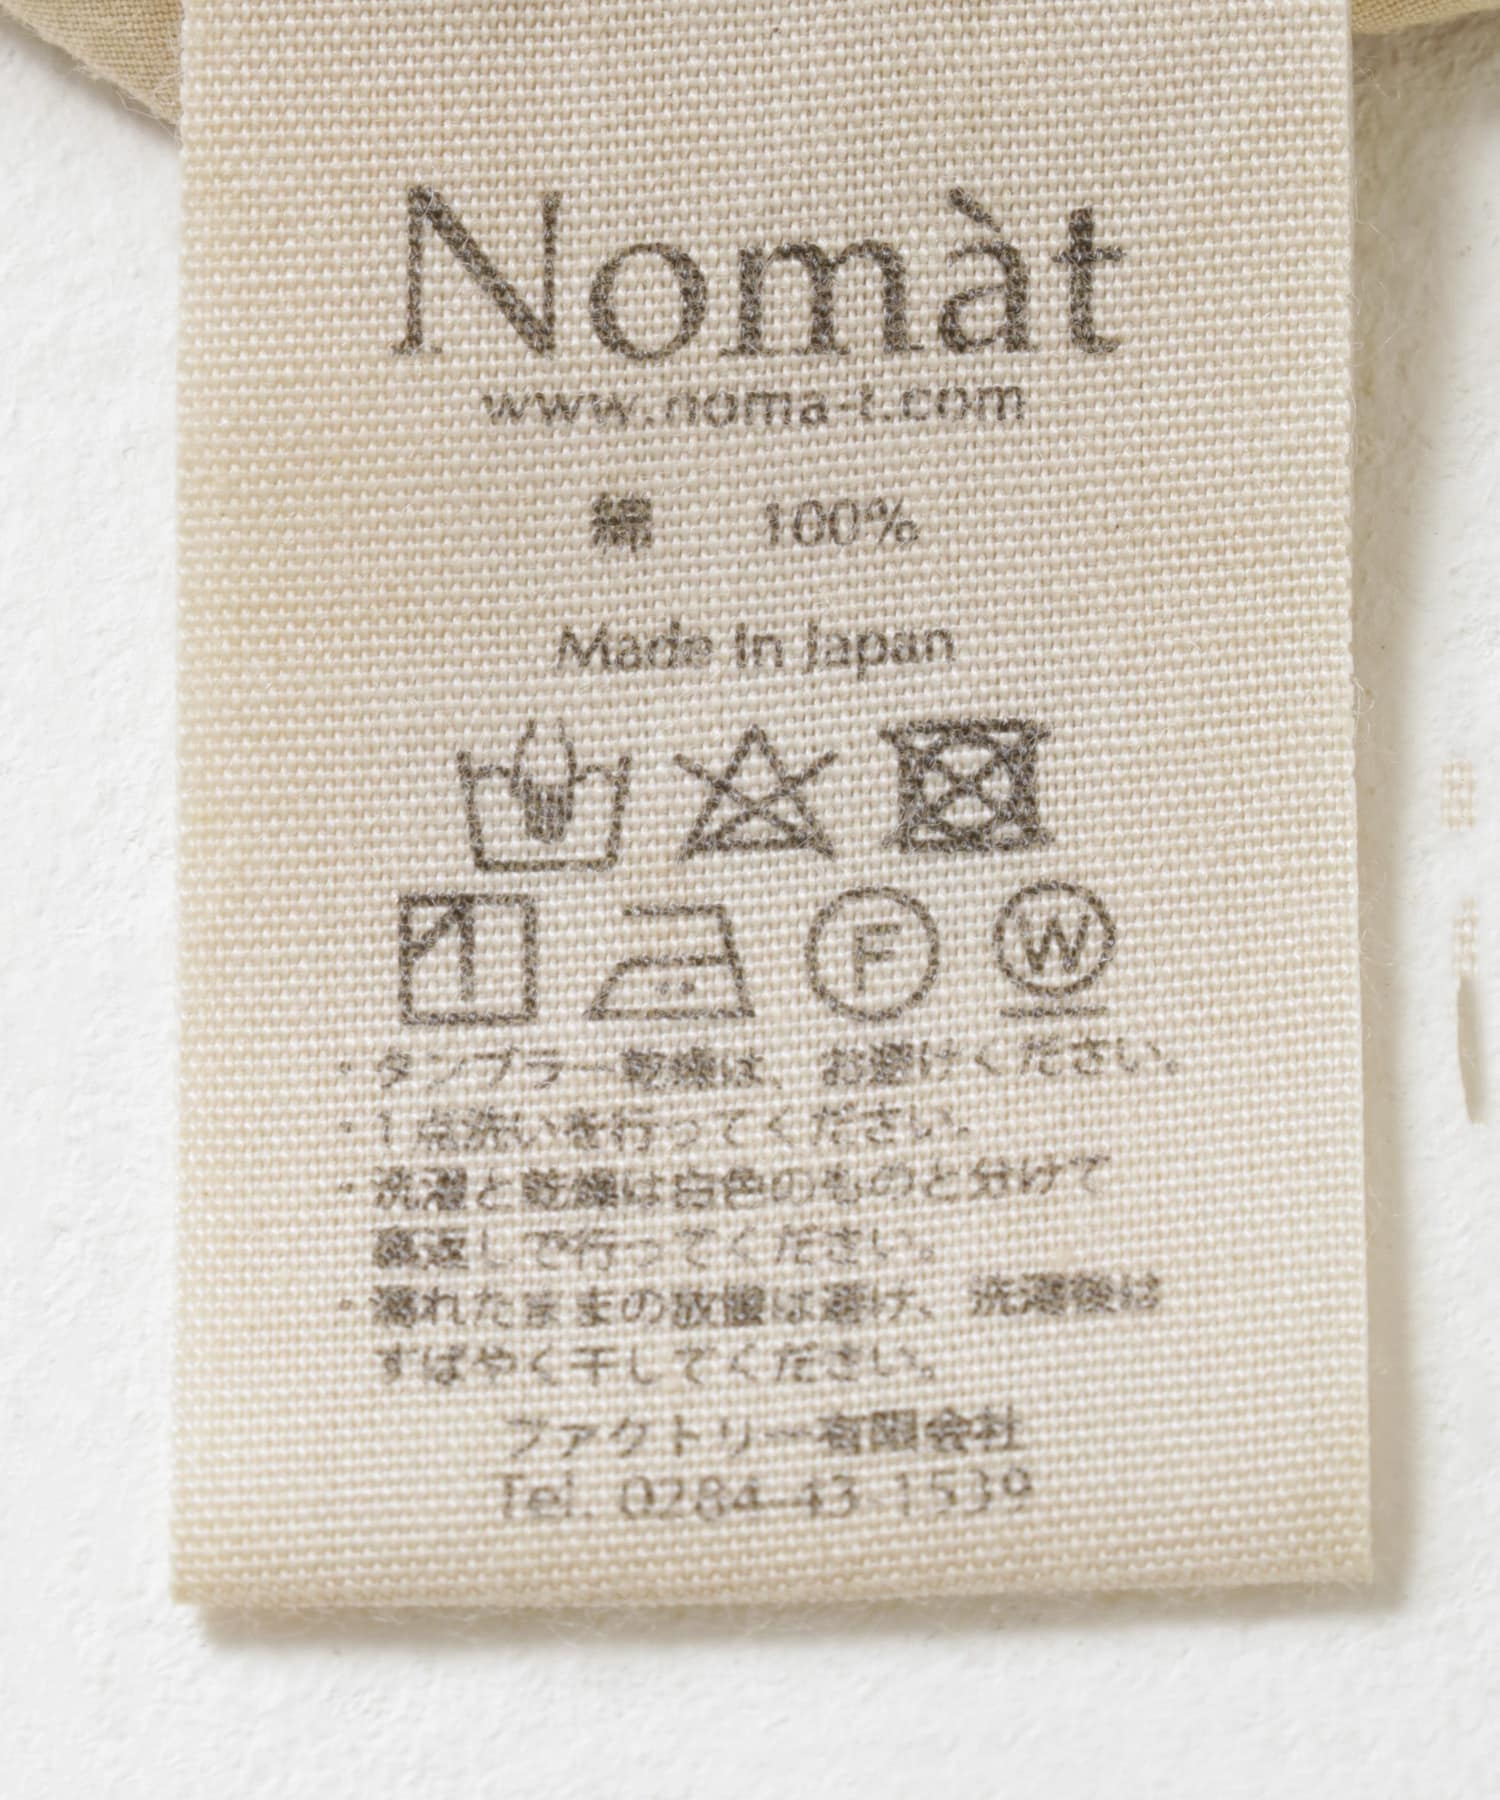 Nomàt
www.noma-t.com
綿 100%
Made in Japan
F W
・タンブラー乾燥は、お避けください。
・1点洗いを行ってください。
・洗濯と乾燥は白色のものと分けて
裏返しで行ってください。
・濡れたままの放置は避け、洗濯後は
すばやく干してください。
ファクトリー有限会社
Tel. 0284-43-1539